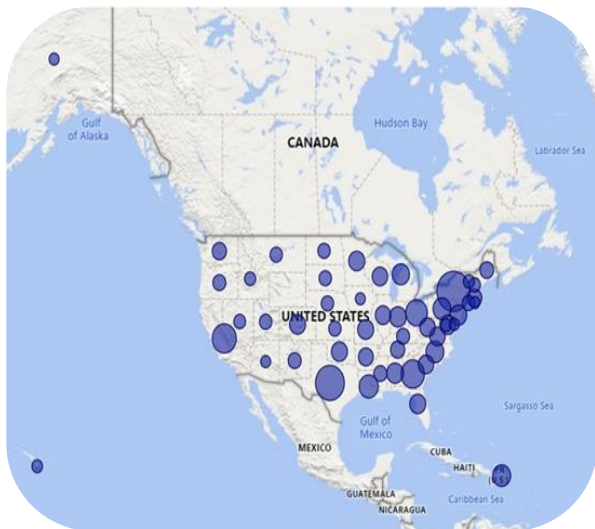 Gulf
of Alaska
Hudson Bay
CANADA
Labrador Sea
UNITED STATES
Sargasso Sea
Gulf of
Mexico
MEXICO
CUBA
HAITI
PR
(U.S.)
GUATEMALA
Caribbean Sea
NICARAGUA